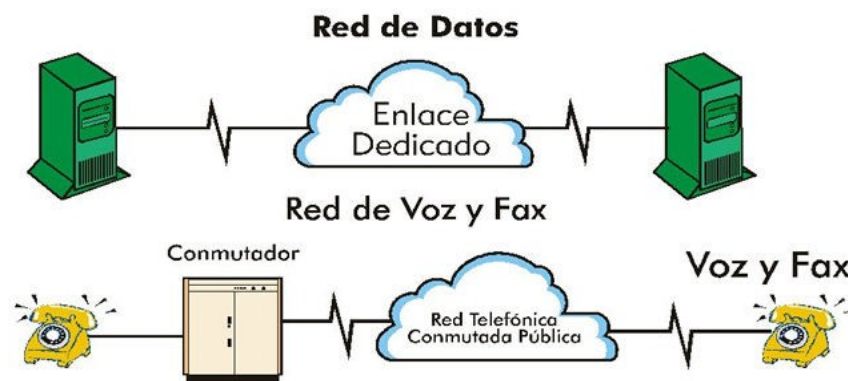 Red de Datos
Enlace
Dedicado
Red de Voz y Fax
Conmutador
Voz y Fax
Red Telefónica
Conmutada Pública